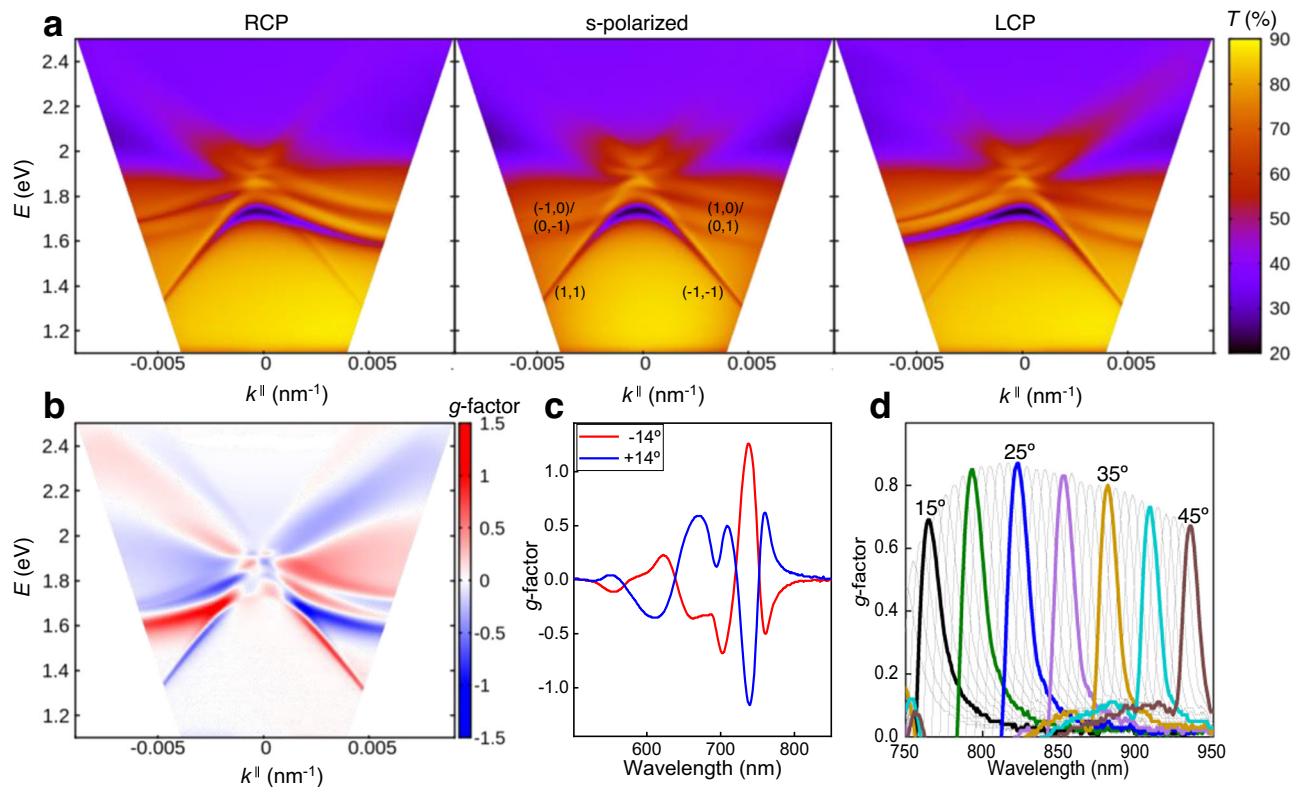 a
RCP
s-polarized
LCP
T (%)
2.4
2.2
2
1.8
1.6
1.4
1.2
E (eV)
(-1,0)/
(0,-1)
(1,0)/
(0,1)
(1,1)
(-1,-1)
90
80
70
60
50
40
30
20
-0.005 0 0.005
-0.005 0 0.005
-0.005 0 0.005
k∥ (nm⁻¹)
k∥ (nm⁻¹)
k∥ (nm⁻¹)
b
g-factor
2.4
2.2
2
1.8
1.6
1.4
1.2
E (eV)
1.5
1
0.5
0
-0.5
-1
-1.5
-0.005 0 0.005
k∥ (nm⁻¹)
c
-14º
+14º
1.0
0.5
0.0
-0.5
-1.0
g-factor
600 700 800
Wavelength (nm)
d
15º
25º
35º
45º
0.8
0.6
0.4
0.2
0.0
g-factor
750 800 850 900 950
Wavelength (nm)